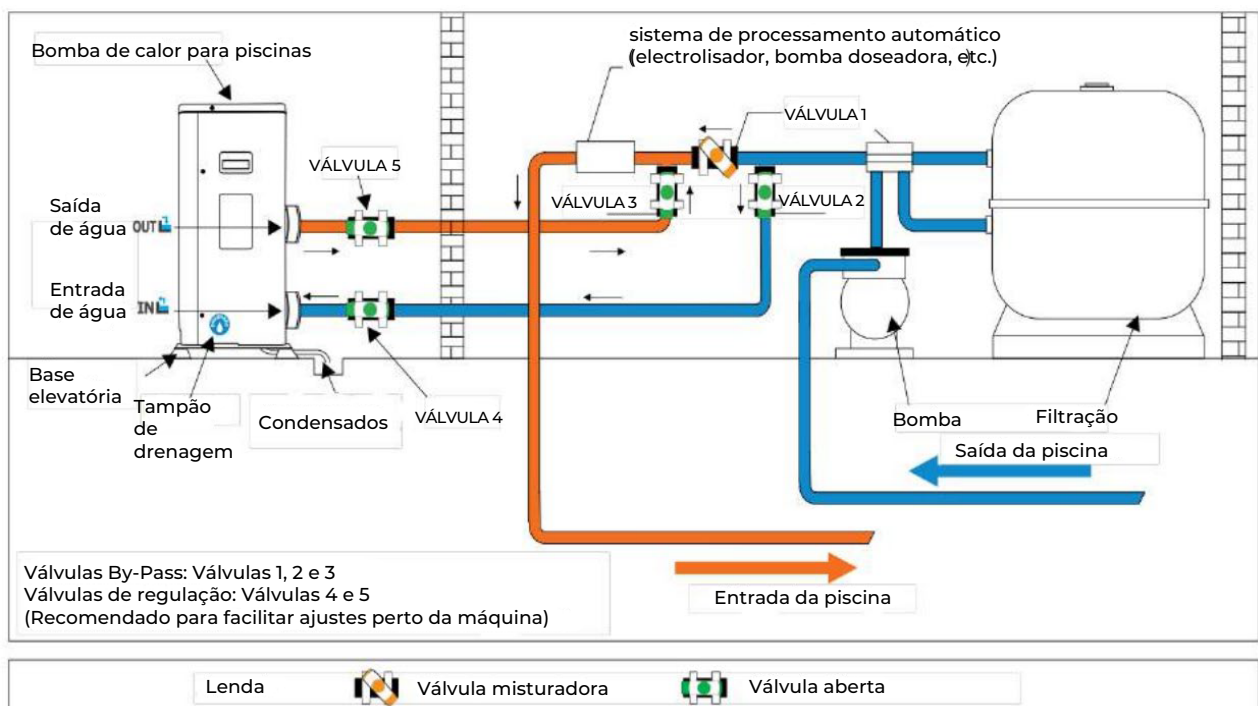 Bomba de calor para piscinas
sistema de processamento automático
(electrolisador, bomba doseadora, etc.)
VÁLVULA 1
VÁLVULA 5
VÁLVULA 3
VÁLVULA 2
Saída
de água
OUT
Entrada
de água
IN
Base
elevatória
Tampão
de
drenagem
Condensados
VÁLVULA 4
Bomba
Filtração
Saída da piscina
Entrada da piscina
Válvulas By-Pass: Válvulas 1, 2 e 3
Válvulas de regulação: Válvulas 4 e 5
(Recomendado para facilitar ajustes perto da máquina)
Lenda
Válvula misturadora
Válvula aberta